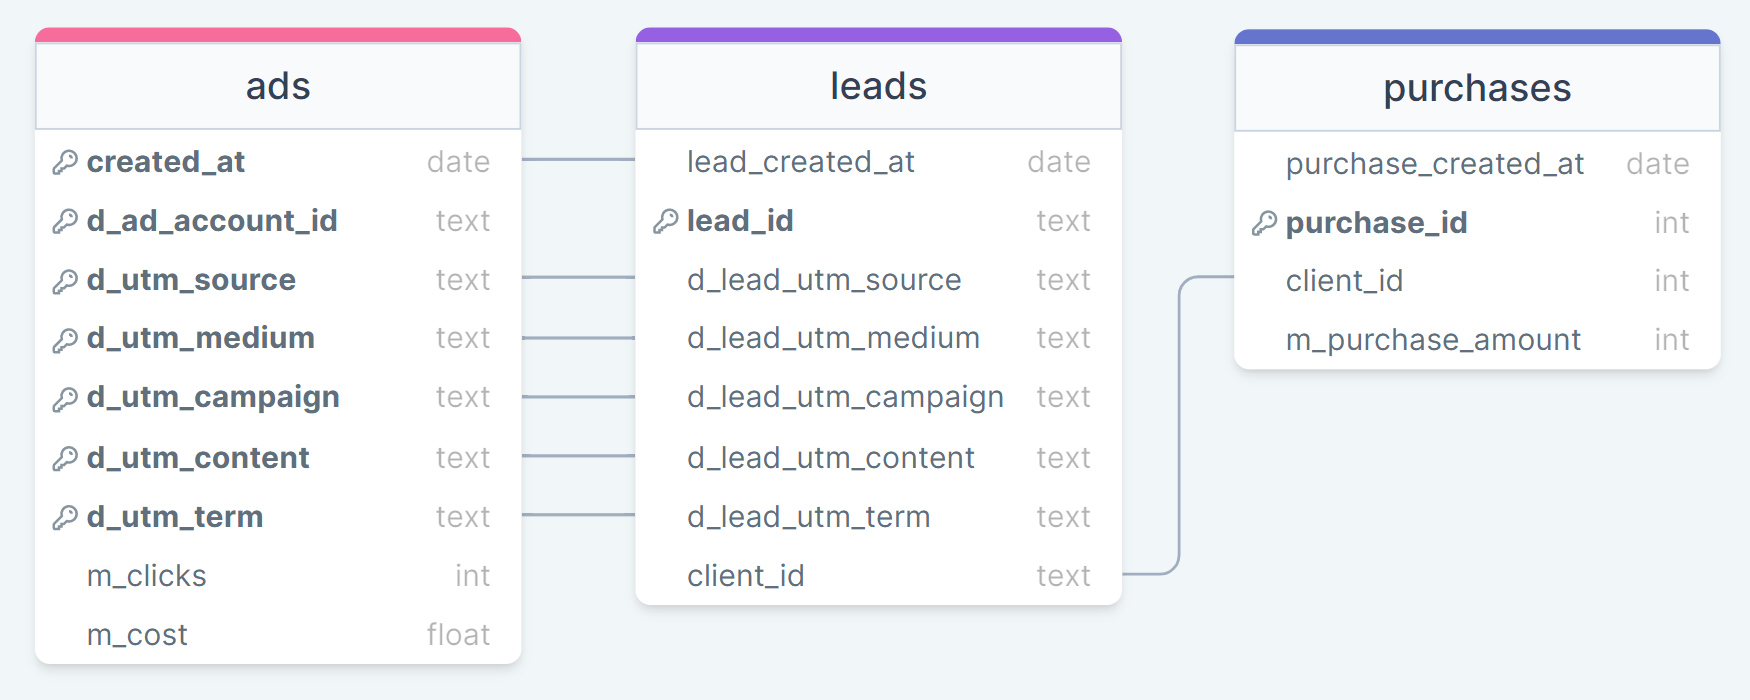 ads
created_at date
d_ad_account_id text
d_utm_source text
d_utm_medium text
d_utm_campaign text
d_utm_content text
d_utm_term text
m_clicks int
m_cost float
leads
lead_created_at date
lead_id text
d_lead_utm_source text
d_lead_utm_medium text
d_lead_utm_campaign text
d_lead_utm_content text
d_lead_utm_term text
client_id text
purchases
purchase_created_at date
purchase_id int
client_id int
m_purchase_amount int